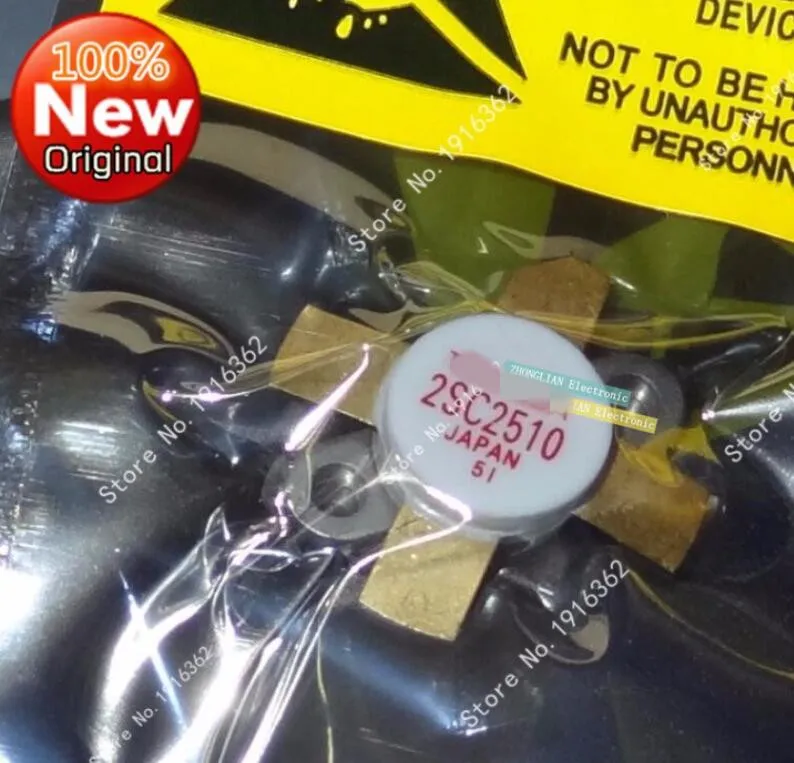 100%
New
Original
DEVIC
NOT TO BE H
BY UNAUTHO
PERSONN
Store No. 1916362
Store No. 1916362
ZHONGLIAN Electronic
IAN Electronic
2SC2510
JAPAN
51
Store No. 1916362
Store No.
Store No. 1916362
Store No. 1916362